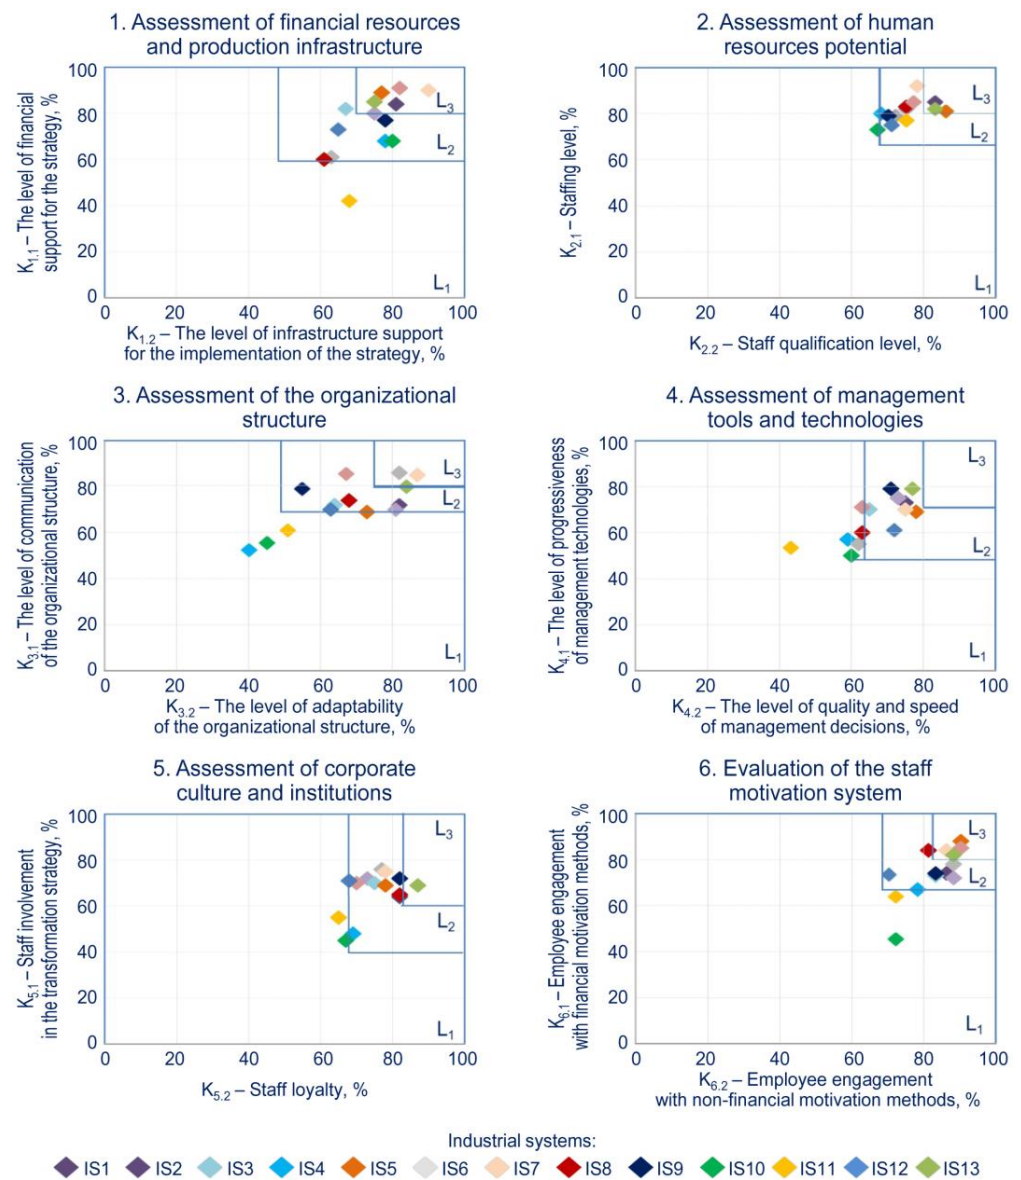 1. Assessment of financial resources
and production infrastructure
K1.1 – The level of financial
support for the strategy, %
100
80
60
40
20
0
L3
L2
L1
0 20 40 60 80 100
K1.2 – The level of infrastructure support
for the implementation of the strategy, %
2. Assessment of human
resources potential
K2.1 – Staffing level, %
100
80
60
40
20
0
L3
L2
L1
0 20 40 60 80 100
K2.2 – Staff qualification level, %
3. Assessment of the organizational
structure
K3.1 – The level of communication
of the organizational structure, %
100
80
60
40
20
0
L3
L2
L1
0 20 40 60 80 100
K3.2 – The level of adaptability
of the organizational structure, %
4. Assessment of management
tools and technologies
K4.1 – The level of progressiveness
of management technologies, %
100
80
60
40
20
0
L3
L2
0 20 40 60 80 100
L1
K4.2 – The level of quality and speed
of management decisions, %
5. Assessment of corporate
culture and institutions
K5.1 – Staff involvement
in the transformation strategy, %
100
80
60
40
20
0
L3
L2
L1
0 20 40 60 80 100
K5.2 – Staff loyalty, %
6. Evaluation of the staff
motivation system
K6.1 – Employee engagement
with financial motivation methods, %
100
80
60
40
20
0
L3
L2
L1
0 20 40 60 80 100
K6.2 – Employee engagement
with non-financial motivation methods, %
Industrial systems:
IS1 IS2 IS3 IS4 IS5 IS6 IS7 IS8 IS9 IS10 IS11 IS12 IS13